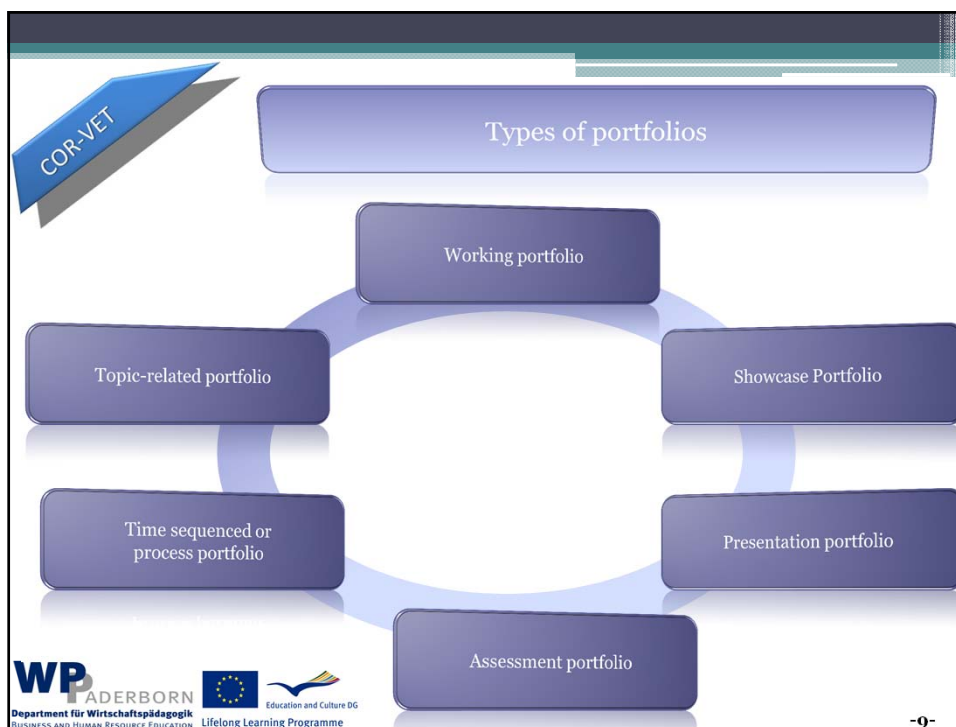 COR-VET
Types of portfolios
Working portfolio
Topic-related portfolio
Showcase Portfolio
Time sequenced or
process portfolio
Presentation portfolio
Assessment portfolio
WP
ADERBORN
Department für Wirtschaftspädagogik
BUSINESS AND HUMAN RESOURCE EDUCATION
Education and Culture DG
Lifelong Learning Programme
-9-